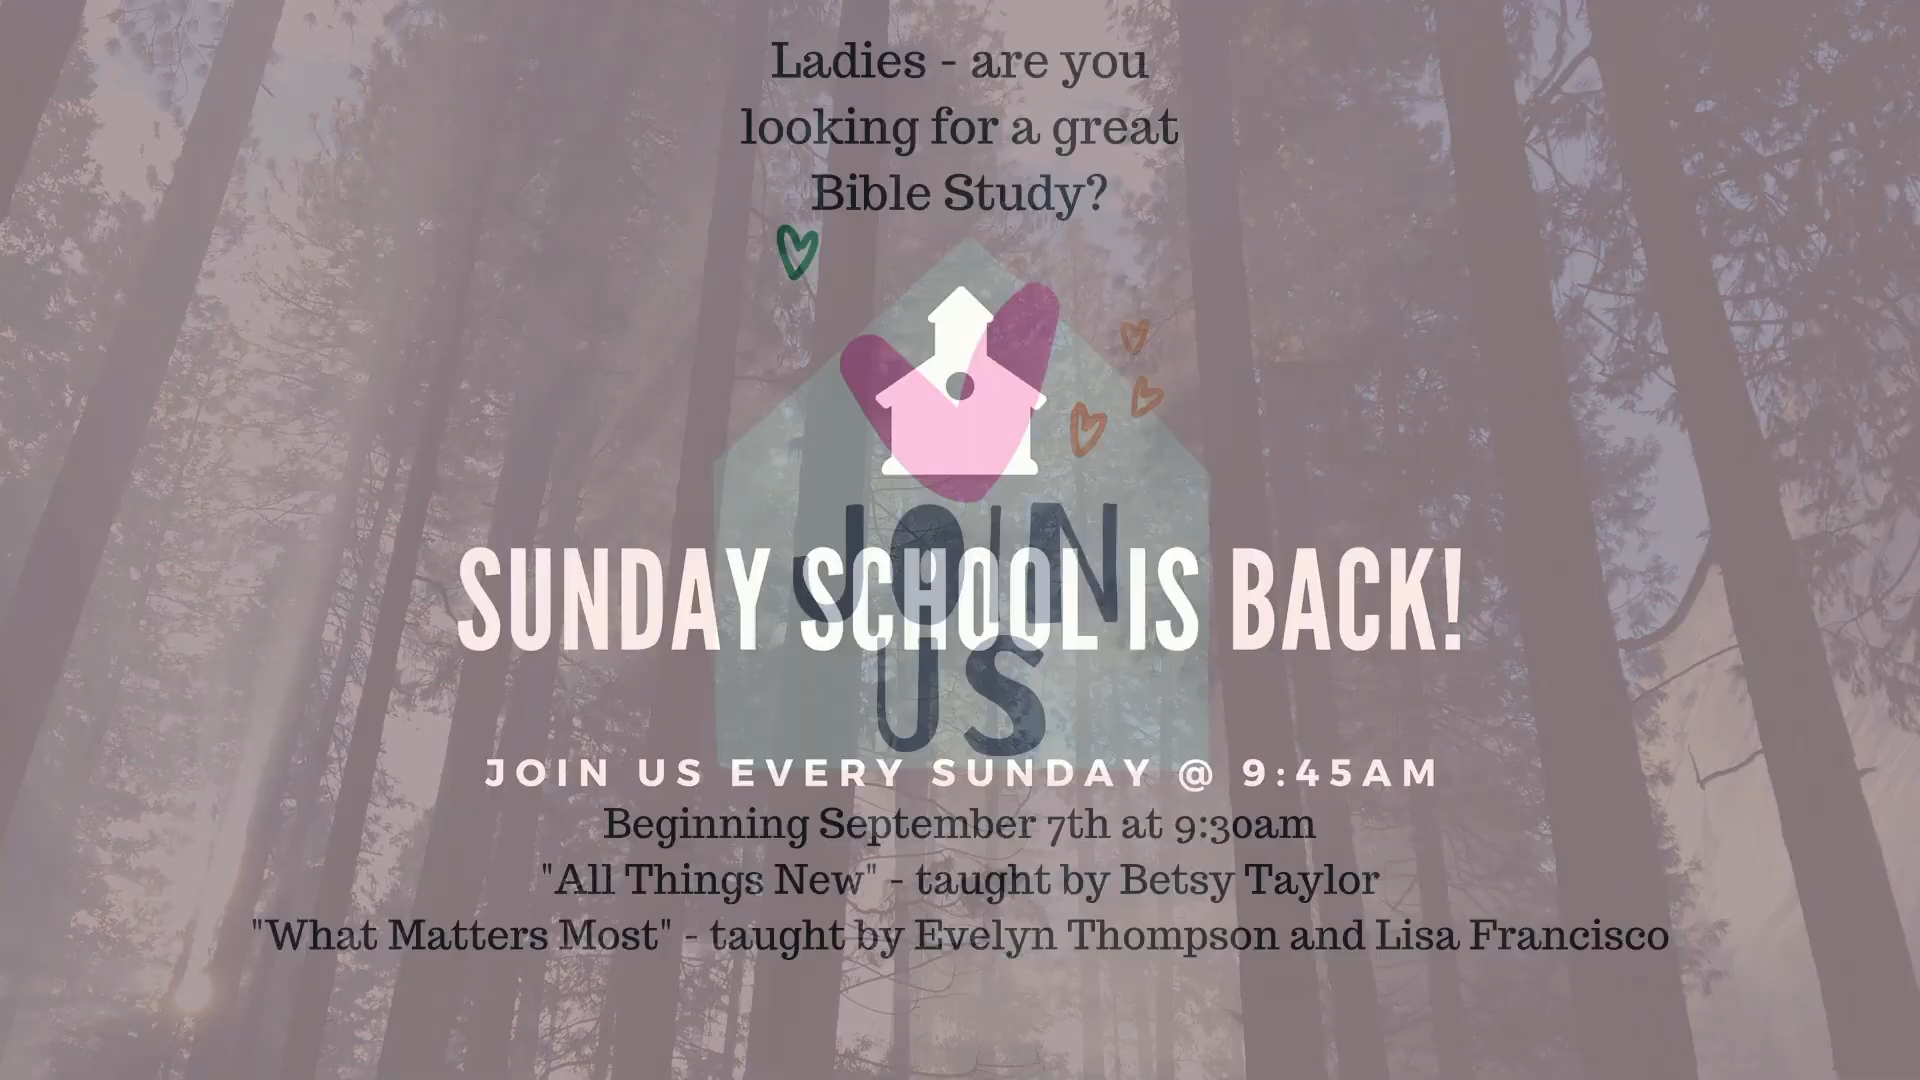 Ladies - are you
looking for a great
Bible Study?
JOIN
US
SUNDAY SCHOOL IS BACK!
JOIN US EVERY SUNDAY @ 9:45AM
Beginning September 7th at 9:30am
"All Things New" - taught by Betsy Taylor
"What Matters Most" - taught by Evelyn Thompson and Lisa Francisco